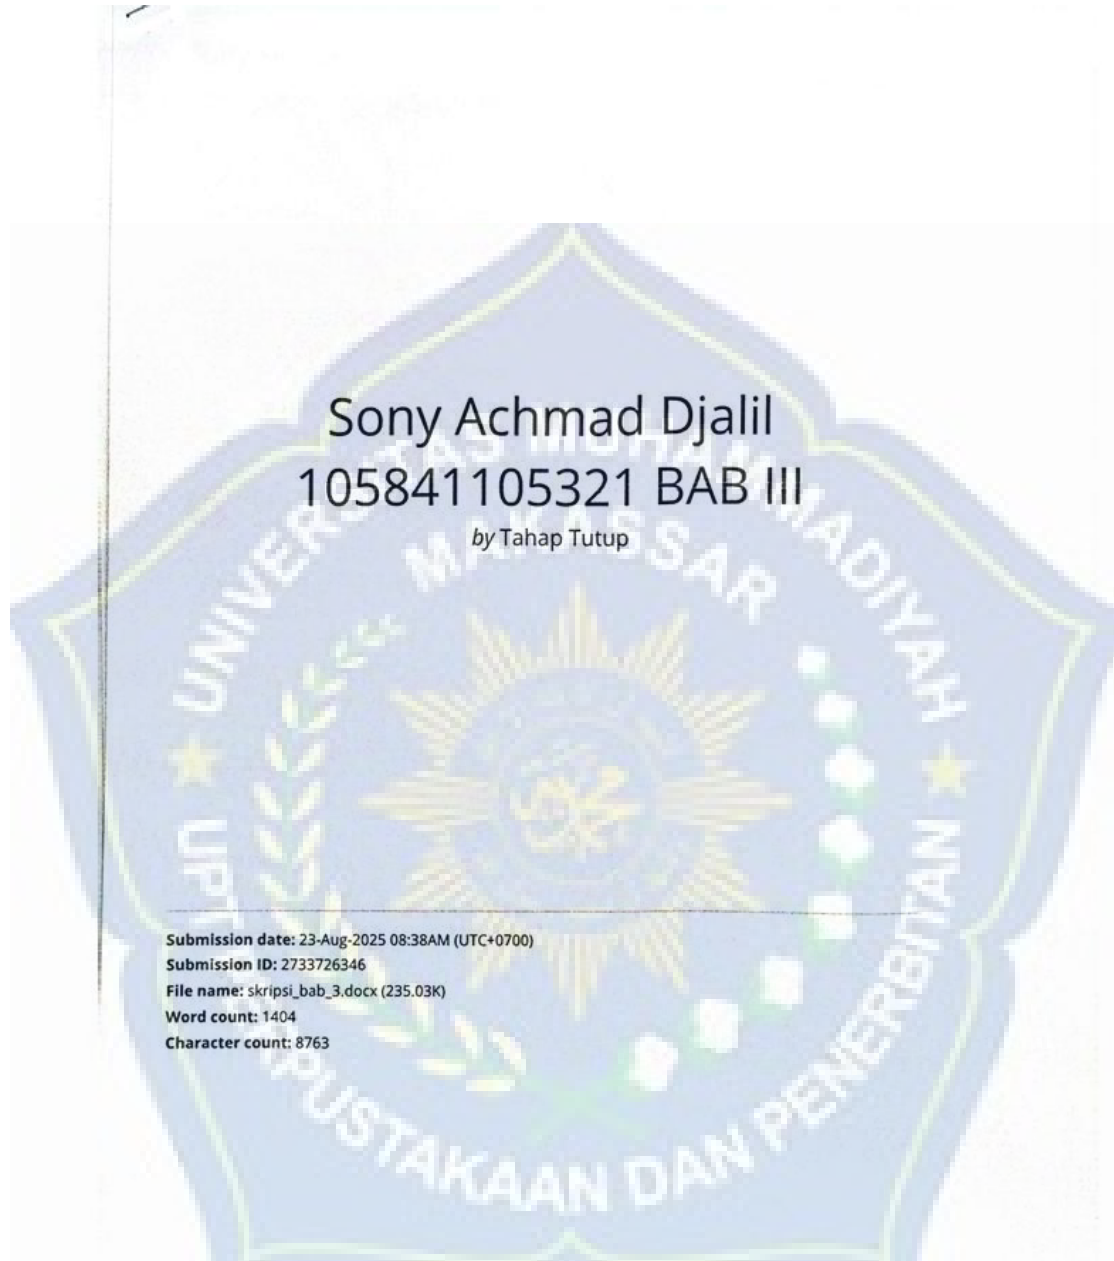 Sony Achmad Djalil
105841105321 BAB III
by Tahap Tutup
UNIVERSITAS MUHAMMADIYAH
MAKASSAR
Submission date: 23-Aug-2025 08:38AM (UTC+0700)
Submission ID: 2733726346
File name: skripsi_bab_3.docx (235.03K)
Word count: 1404
Character count: 8763
UPT PERPUSTAKAAN DAN PENERBITAN